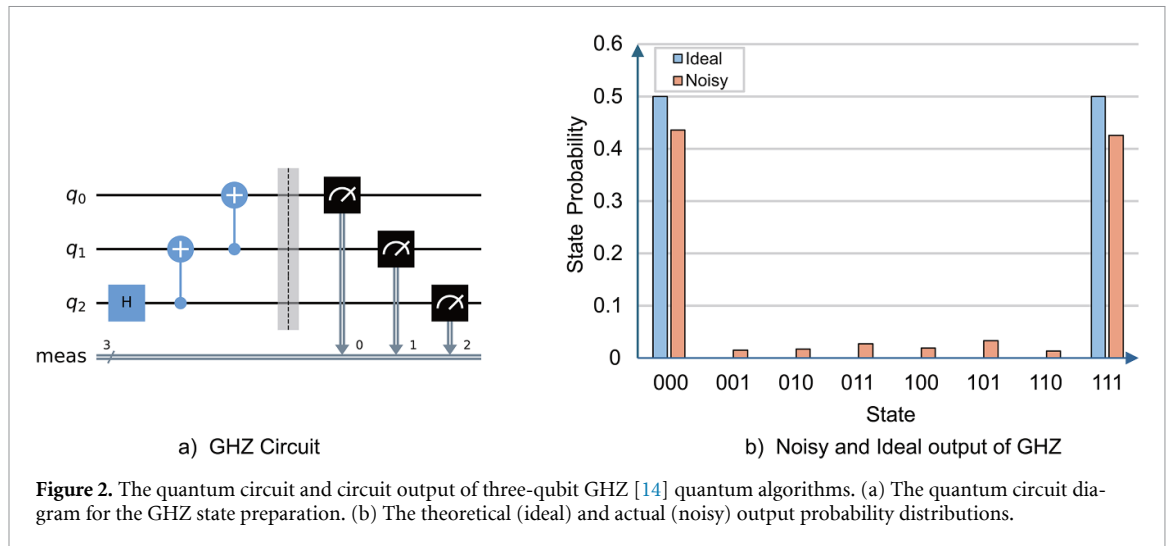 q0
q1
q2
H
meas
3
0
1
2
a) GHZ Circuit
0.6
0.5
0.4
0.3
0.2
0.1
0
State Probability
Ideal
Noisy
000 001 010 011 100 101 110 111
State
b) Noisy and Ideal output of GHZ
Figure 2. The quantum circuit and circuit output of three-qubit GHZ [14] quantum algorithms. (a) The quantum circuit dia-
gram for the GHZ state preparation. (b) The theoretical (ideal) and actual (noisy) output probability distributions.